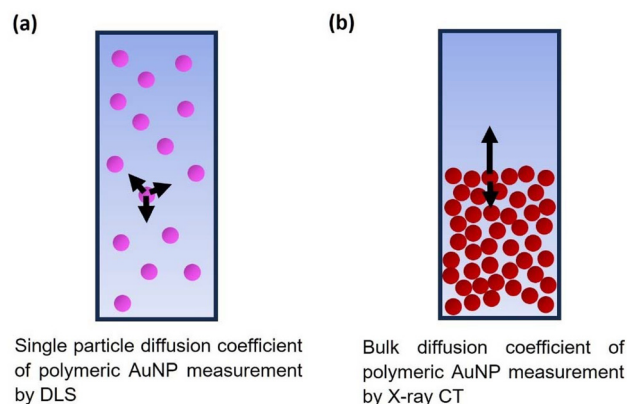 (a)
(b)
Single particle diffusion coefficient
of polymeric AuNP measurement
by DLS
Bulk diffusion coefficient of
polymeric AuNP measurement
by X-ray CT